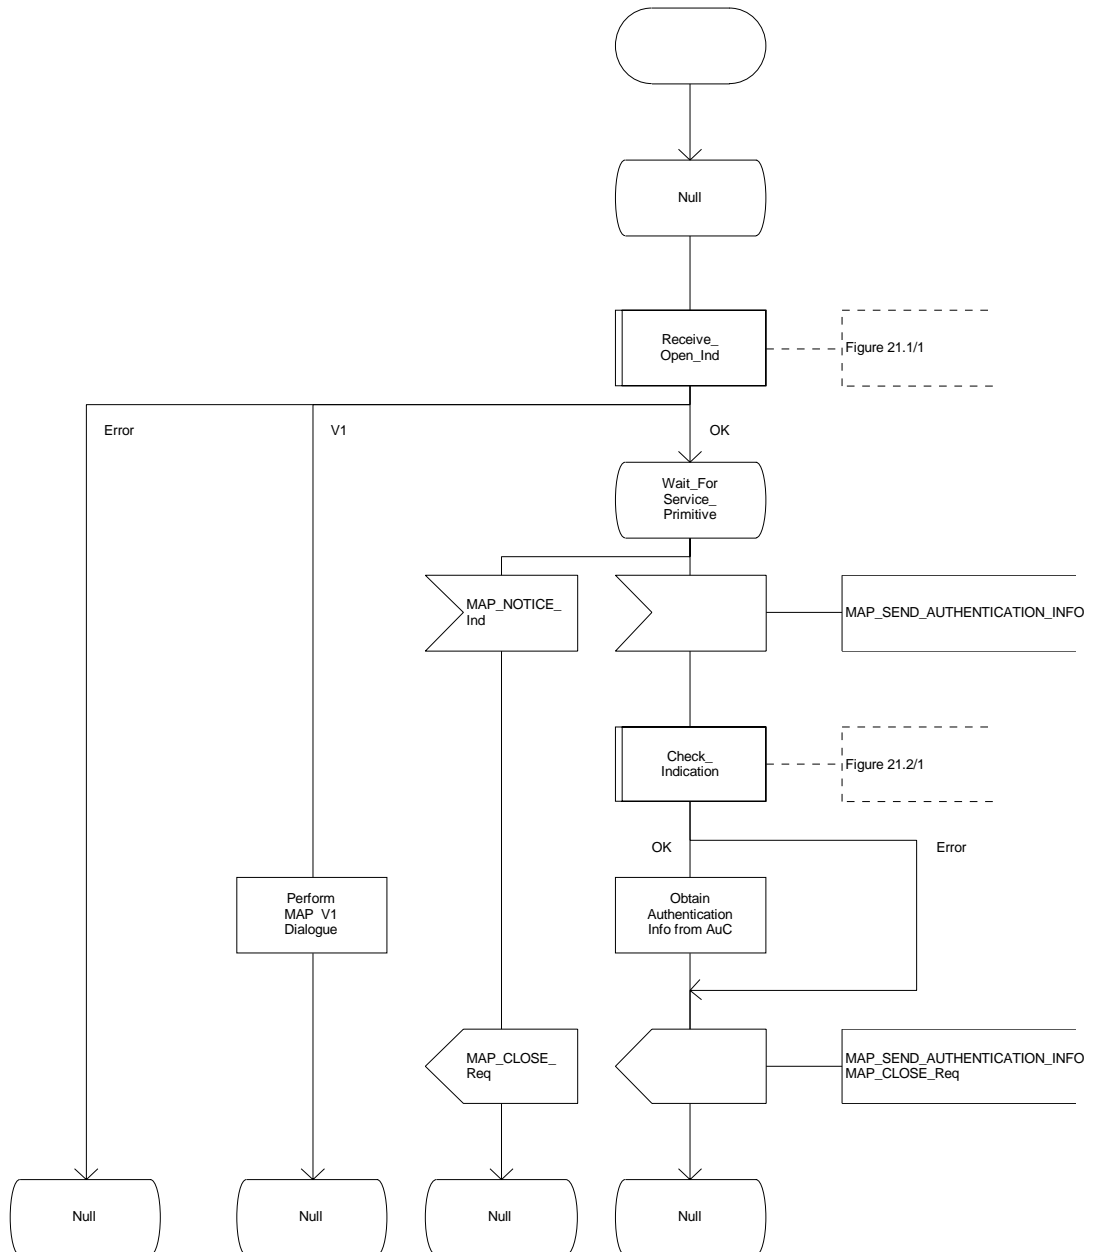 Null
Receive_
Open_Ind
Figure 21.1/1
Error
V1
OK
Wait_For
Service_
Primitive
MAP_NOTICE_
Ind
MAP_SEND_AUTHENTICATION_INFO
Check_
Indication
Figure 21.2/1
OK
Error
Perform
MAP_V1
Dialogue
Obtain
Authentication
Info from AuC
MAP_CLOSE_
Req
MAP_SEND_AUTHENTICATION_INFO
MAP_CLOSE_Req
Null
Null
Null
Null